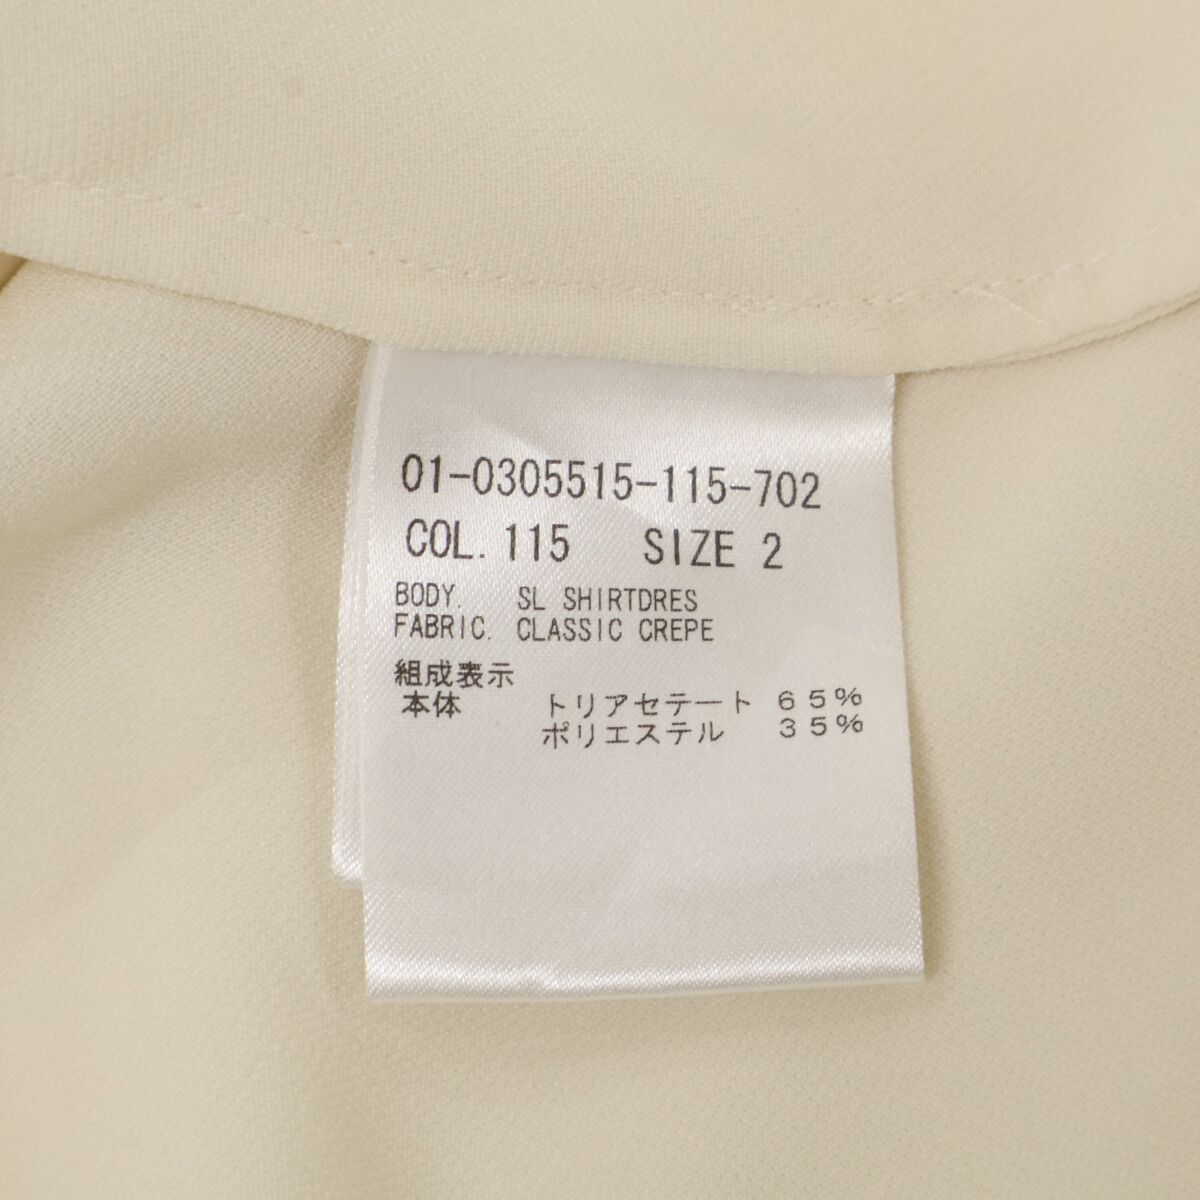 01-0305515-115-702
COL. 115 SIZE 2
BODY. SL SHIRTDRES
FABRIC. CLASSIC CREPE
組成表示
本体 トリアセテート 65%
ポリエステル 35%